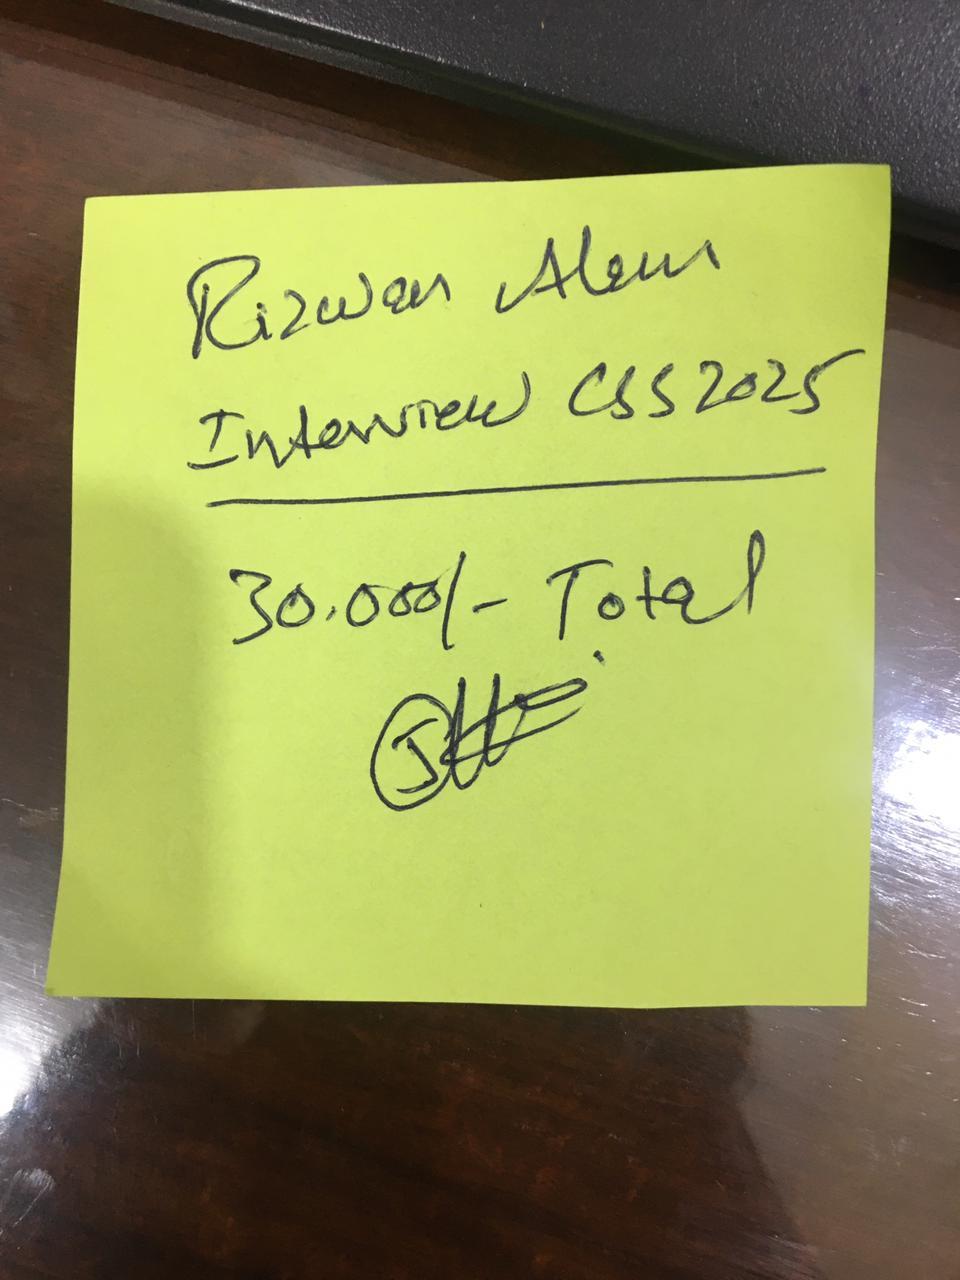 Rizwan Alam
Interview CSS 2025
30.000/- Total